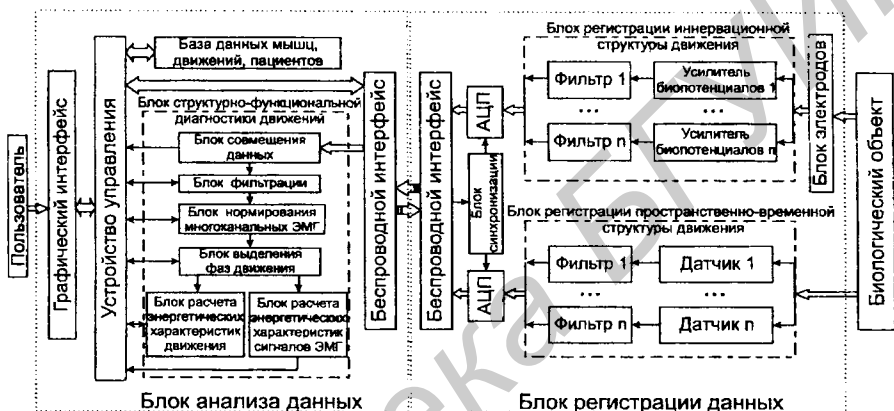 Пользователь
Графический интерфейс
Устройство управления
База данных мышц,
движений, пациентов
Блок структурно-функциональной
диагностики движений
Блок совмещения
данных
Блок фильтрации
Блок нормирования
многоканальных ЭМГ
Блок выделения
фаз движения
Блок расчета
энергетических
характеристик
движения
Блок расчета
энергетических
характеристик
сигналов ЭМГ
Беспроводной интерфейс
Блок анализа данных
Беспроводной интерфейс
АЦП
Блок
синхронизации
АЦП
Блок регистрации иннервационной
структуры движения
Фильтр 1
Усилитель
биопотенциалов 1
...
...
Фильтр n
Усилитель
биопотенциалов n
Блок электродов
Блок регистрации пространственно-временной
структуры движения
Фильтр 1
Датчик 1
...
...
Фильтр n
Датчик n
Биологический объект
Блок регистрации данных